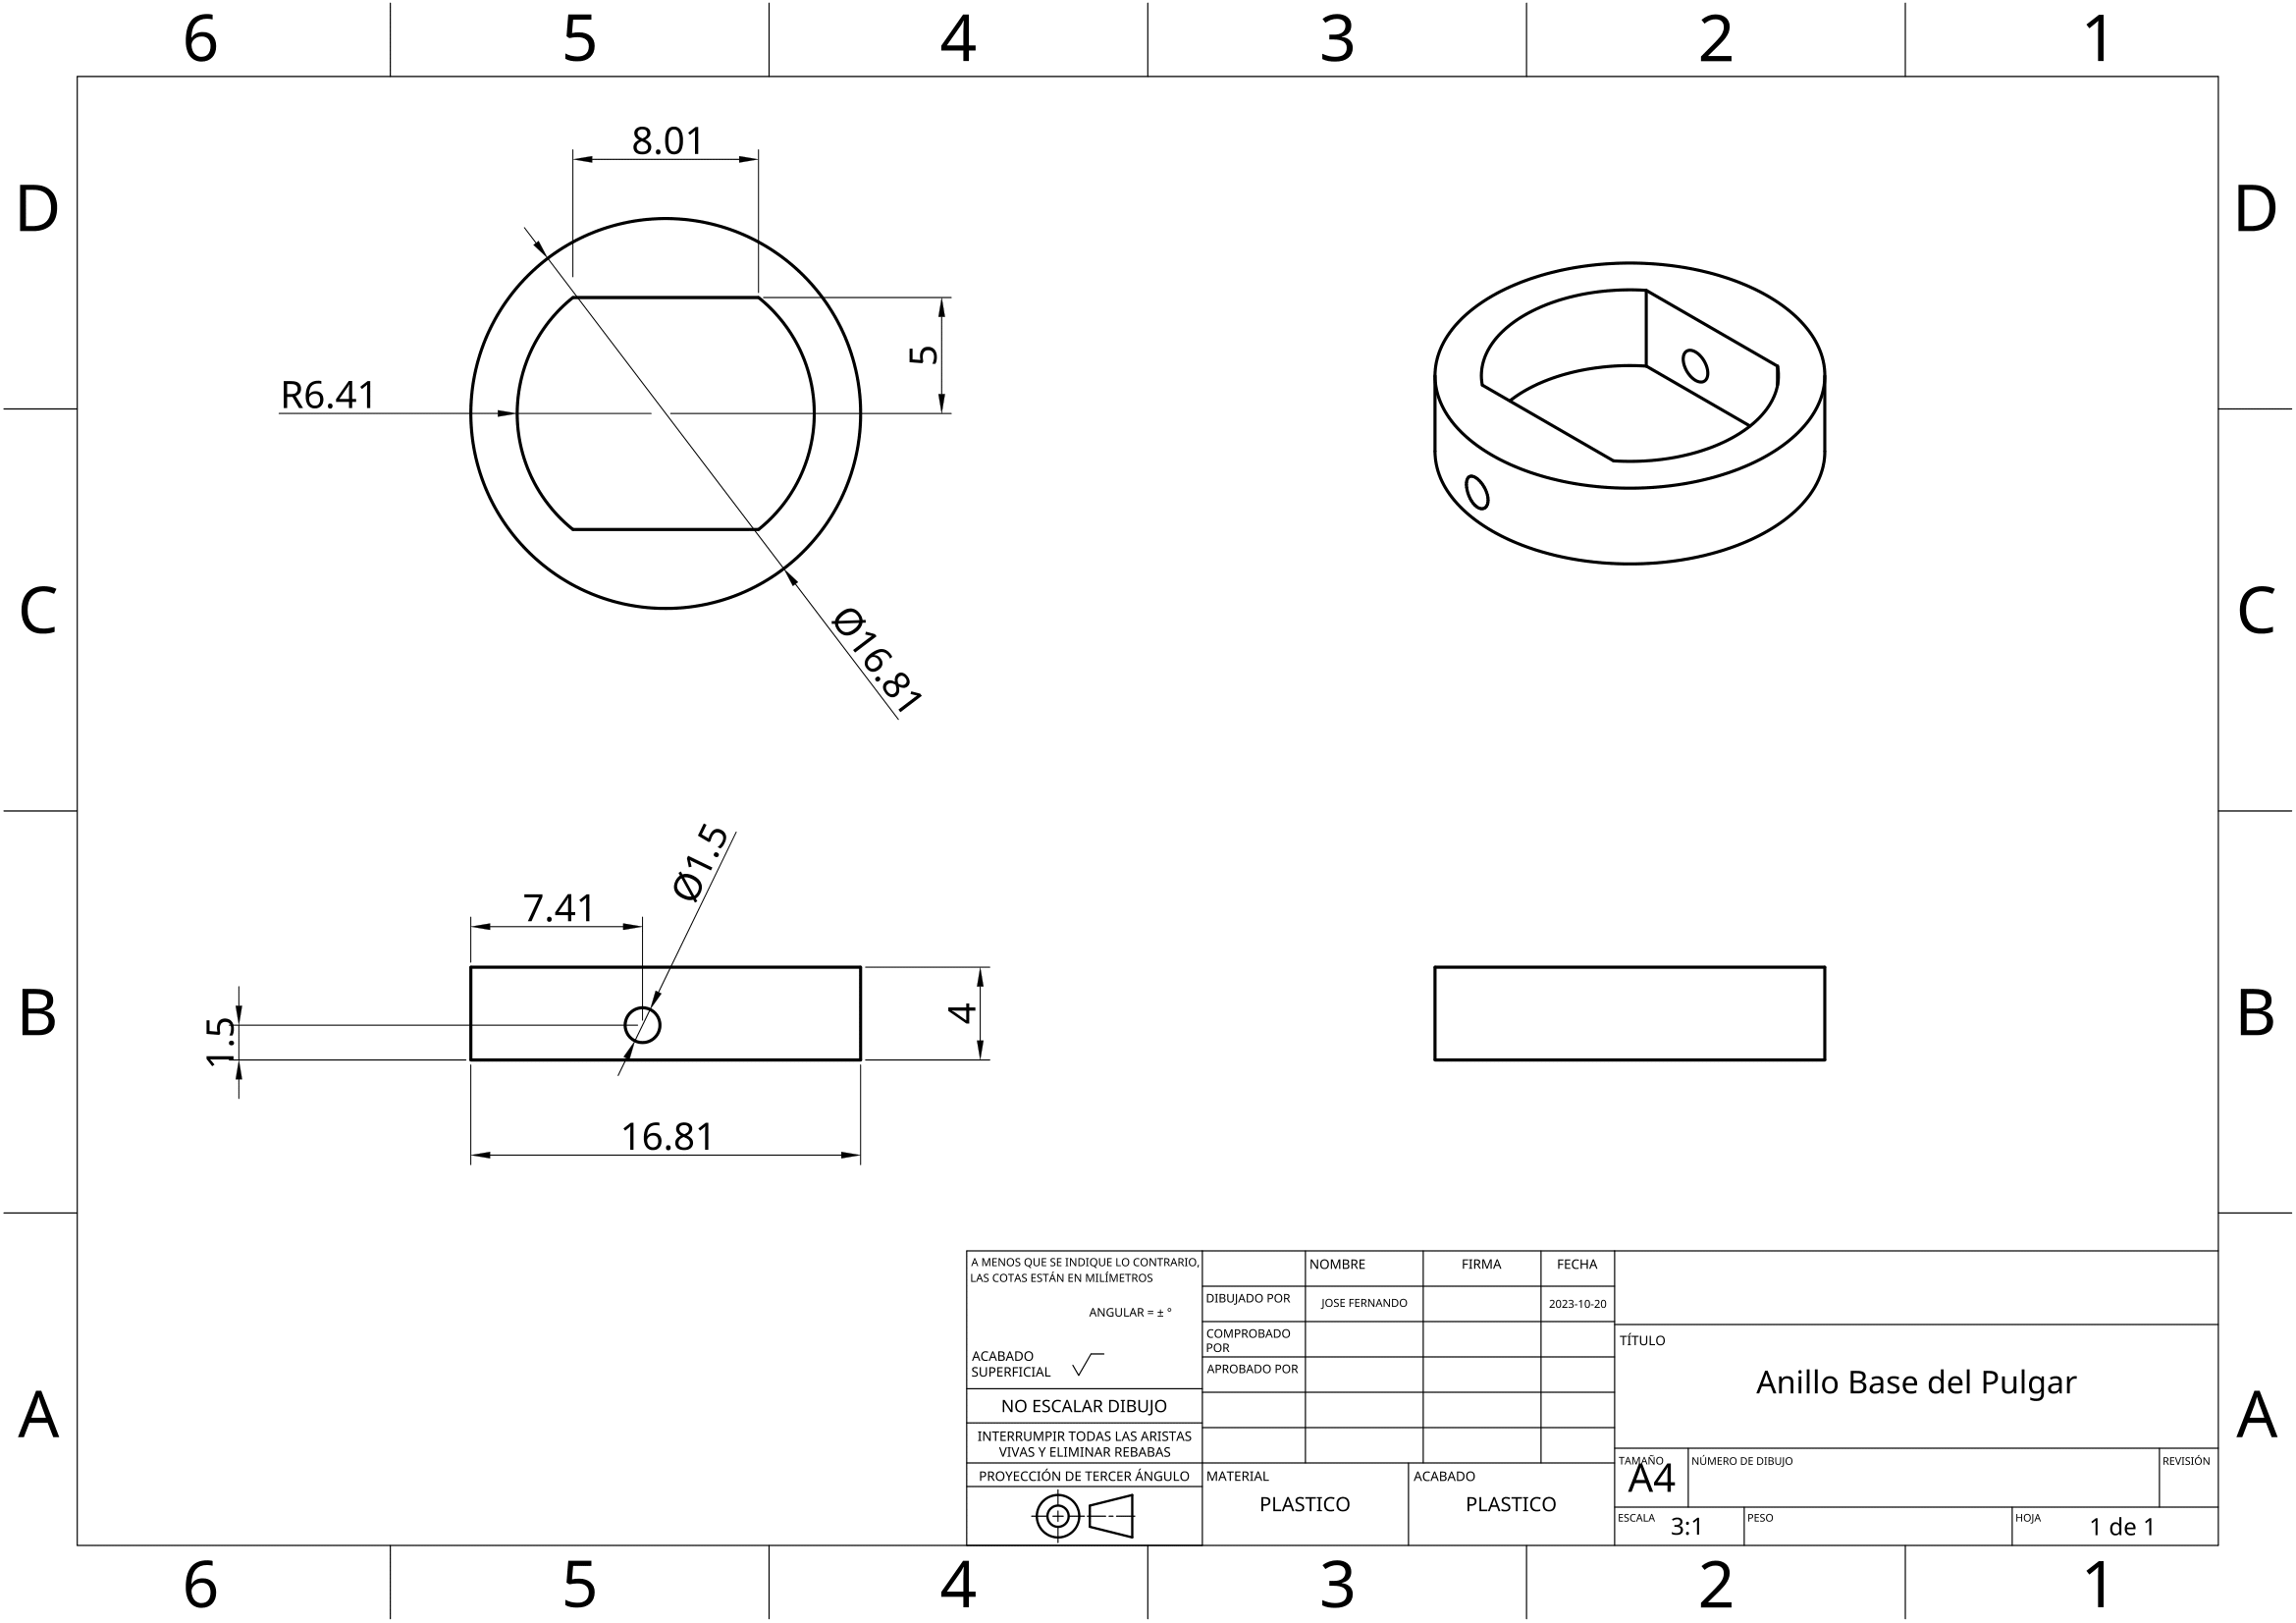 6 5 4 3 2 1
D D
8.01
5
R6.41
Ø16.81
C C
Ø1.5
7.41
B B
1.5
4
16.81
A MENOS QUE SE INDIQUE LO CONTRARIO,
LAS COTAS ESTÁN EN MILÍMETROS
ANGULAR = ± °
ACABADO
SUPERFICIAL
NO ESCALAR DIBUJO
INTERRUMPIR TODAS LAS ARISTAS
VIVAS Y ELIMINAR REBABAS
PROYECCIÓN DE TERCER ÁNGULO
NOMBRE FIRMA FECHA
DIBUJADO POR JOSE FERNANDO 2023-10-20
COMPROBADO
POR
APROBADO POR
MATERIAL
PLASTICO
ACABADO
PLASTICO
TÍTULO
Anillo Base del Pulgar
TAMAÑO
A4
NÚMERO DE DIBUJO
REVISIÓN
ESCALA 3:1
PESO
HOJA 1 de 1
A A
6 5 4 3 2 1